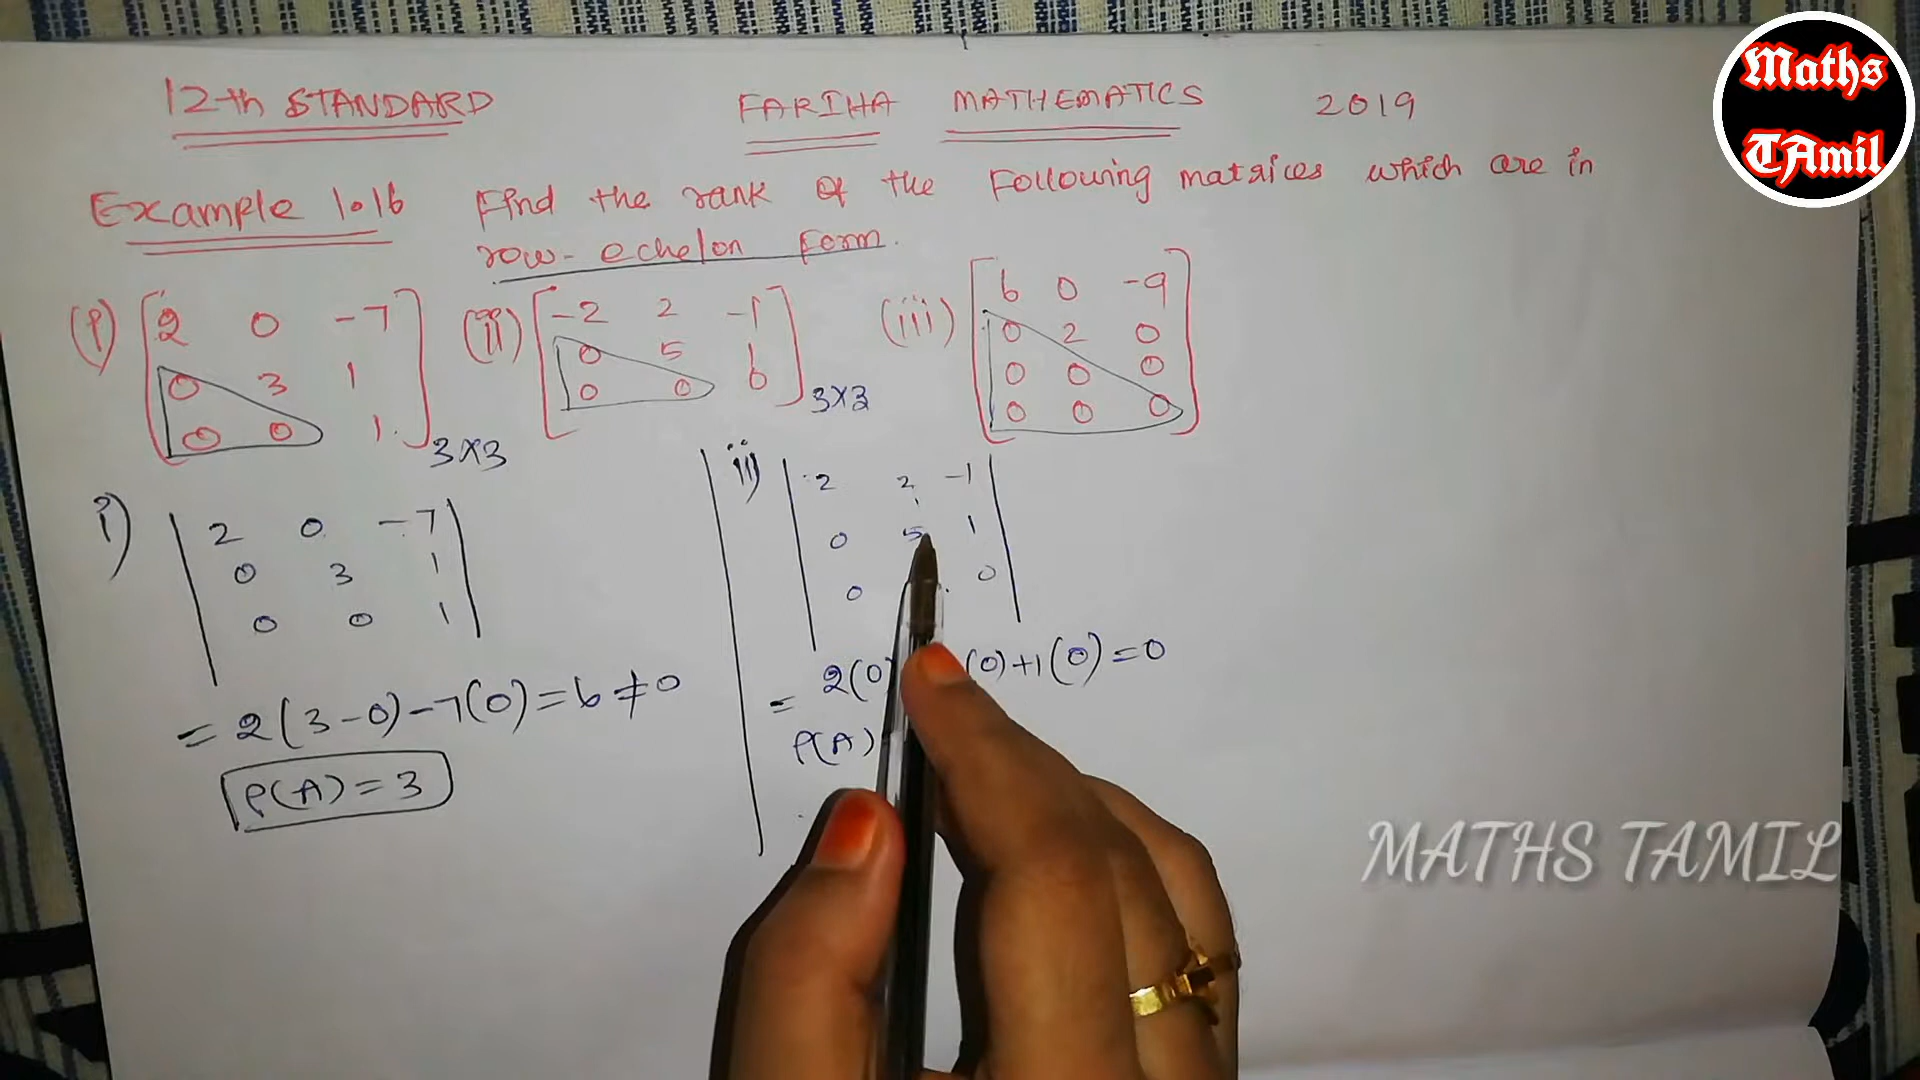 Maths
TAmil
12th STANDARD FARIHA MATHEMATICS 2019
Example 1.16 Find the rank of the Following matrices which are in
row-echelon Form.
(i) [2 0 -7 (ii) [-2 2 -1 (iii) [6 0 -9
0 3 1 0 5 1 0 2 0
0 0 1] 3×3 0 0 6] 3×3 0 0 0
0 0 0]
i) | 2 0 -7 | ii) | -2 2 -1 |
0 3 1 0 5 1
0 0 1 0 0
= 2(3-0)-7(0)=6≠0 = 2(0) (0)+1(0)=0
ρ(A)=3 ρ(A)
MATHS TAMIL